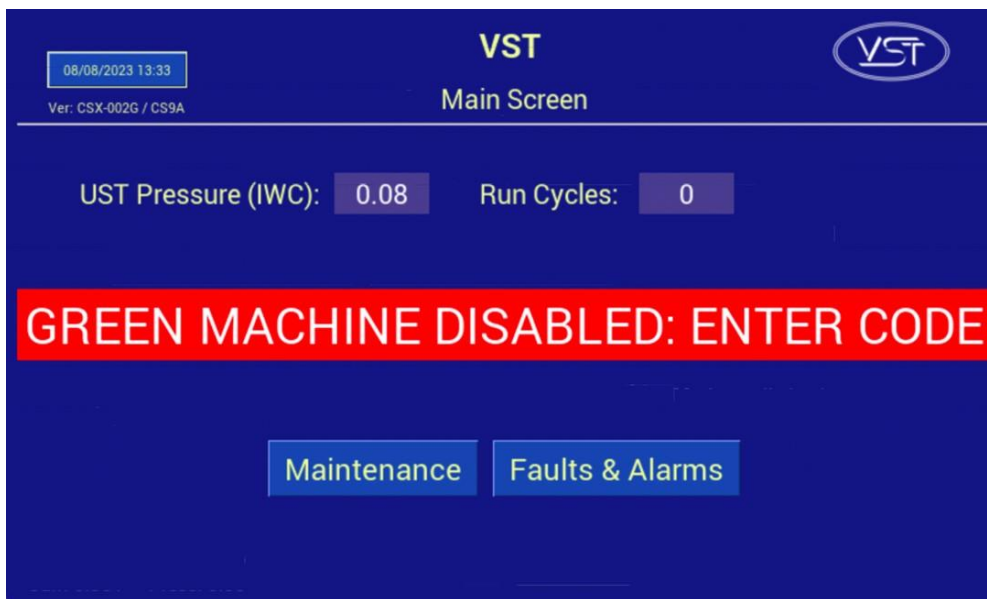 VST
VST
08/08/2023 13:33
Ver: CSX-002G / CS9A
Main Screen
UST Pressure (IWC): 0.08 Run Cycles: 0
GREEN MACHINE DISABLED: ENTER CODE
Maintenance Faults & Alarms